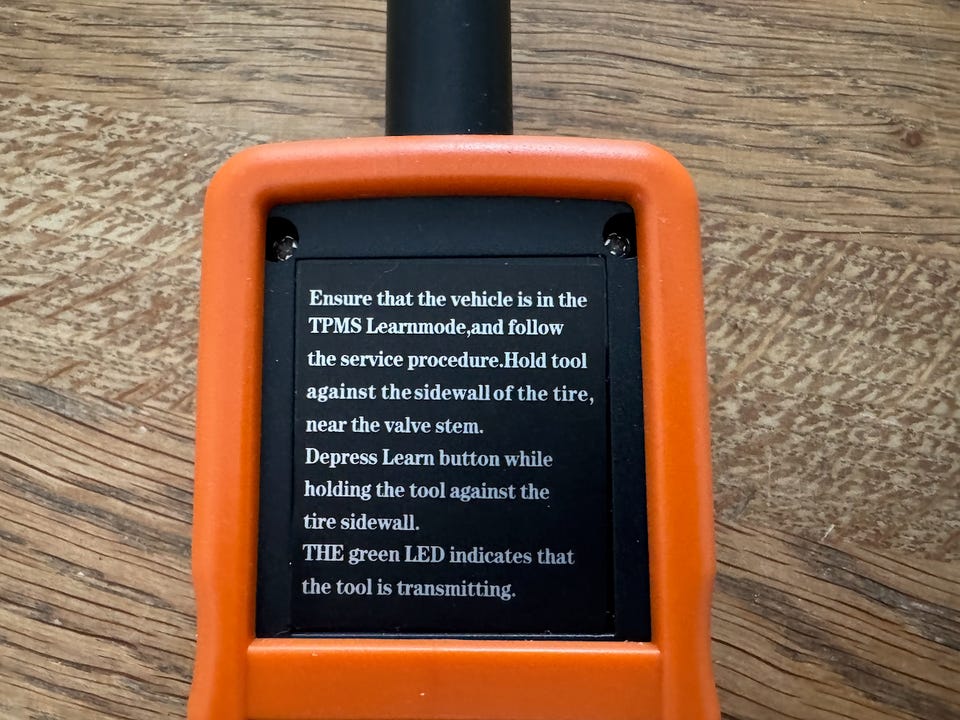 Ensure that the vehicle is in the
TPMS Learnmode,and follow
the service procedure.Hold tool
against the sidewall of the tire,
near the valve stem.
Depress Learn button while
holding the tool against the
tire sidewall.
THE green LED indicates that
the tool is transmitting.